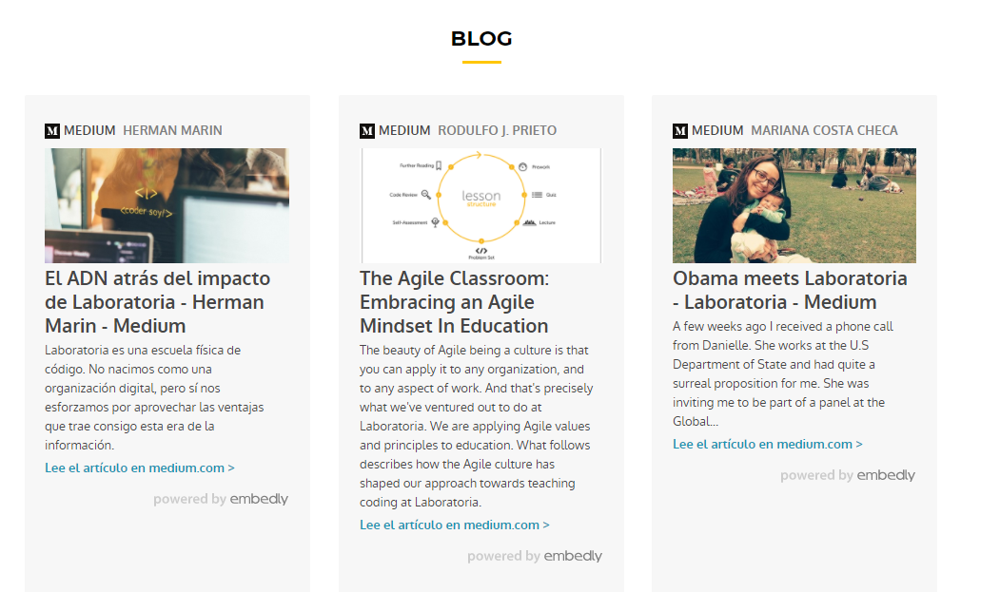 BLOG
MEDIUM HERMAN MARIN
<|>
<coder soy/>
El ADN atrás del impacto
de Laboratoria - Herman
Marin - Medium
Laboratoria es una escuela física de
código. No nacimos como una
organización digital, pero sí nos
esforzamos por aprovechar las ventajas
que trae consigo esta era de la
información.
Lee el artículo en medium.com >
powered by embedly
MEDIUM RODULFO J. PRIETO
Further Reading
Prework
Code Review
lesson
structure
Quiz
Self-Assessment
Lecture
</>
Problem Set
The Agile Classroom:
Embracing an Agile
Mindset In Education
The beauty of Agile being a culture is that
you can apply it to any organization, and
to any aspect of work. And that's precisely
what we've ventured out to do at
Laboratoria. We are applying Agile values
and principles to education. What follows
describes how the Agile culture has
shaped our approach towards teaching
coding at Laboratoria.
Lee el artículo en medium.com >
powered by embedly
MEDIUM MARIANA COSTA CHECA
Obama meets Laboratoria
- Laboratoria - Medium
A few weeks ago I received a phone call
from Danielle. She works at the U.S
Department of State and had quite a
surreal proposition for me. She was
inviting me to be part of a panel at the
Global...
Lee el artículo en medium.com >
powered by embedly